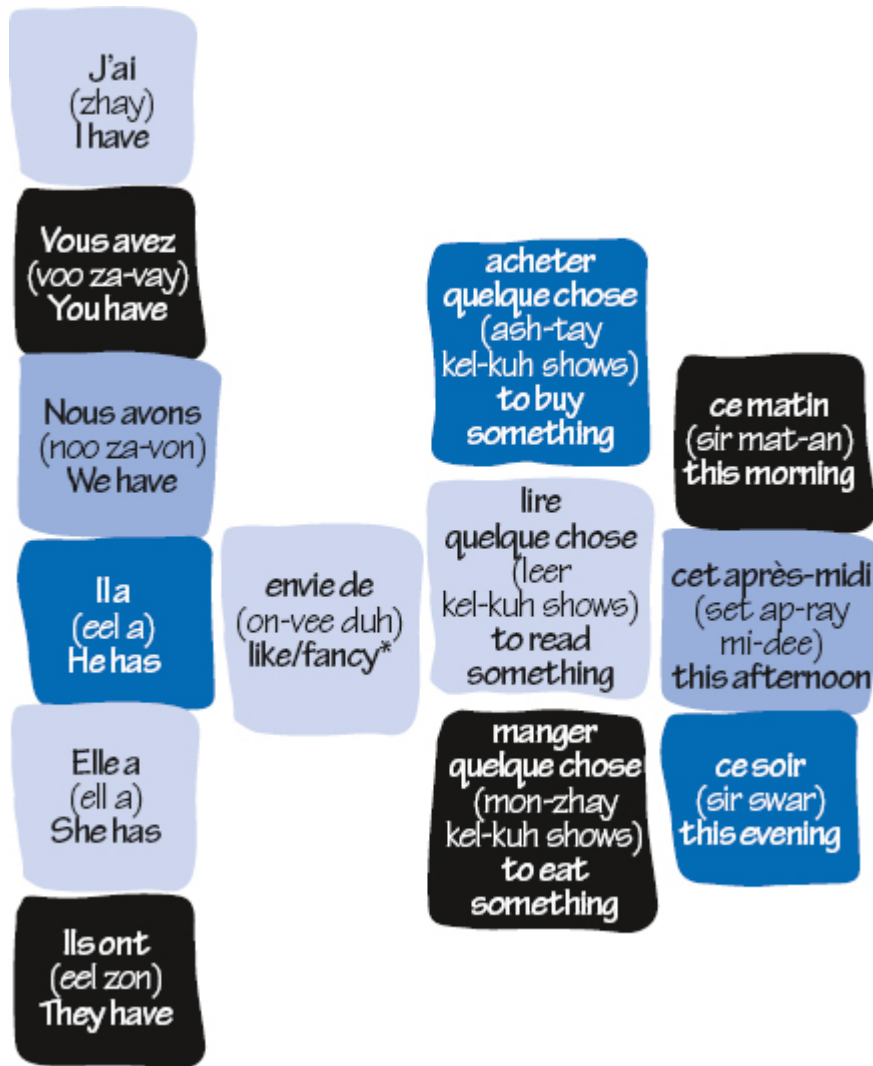 J'ai
(zhay)
I have
Vous avez
(voo za-vay)
You have
Nous avons
(noo za-von)
We have
Il a
(eel a)
He has
Elle a
(ell a)
She has
Ils ont
(eel zon)
They have
envie de
(on-vee duh)
like/fancy*
acheter
quelque chose
(ash-tay
kel-kuh shows)
to buy
something
lire
quelque chose
(leer
kel-kuh shows)
to read
something
manger
quelque chose
(mon-zhay
kel-kuh shows)
to eat
something
ce matin
(sir mat-an)
this morning
cet après-midi
(set ap-ray
mi-dee)
this afternoon
ce soir
(sir swar)
this evening